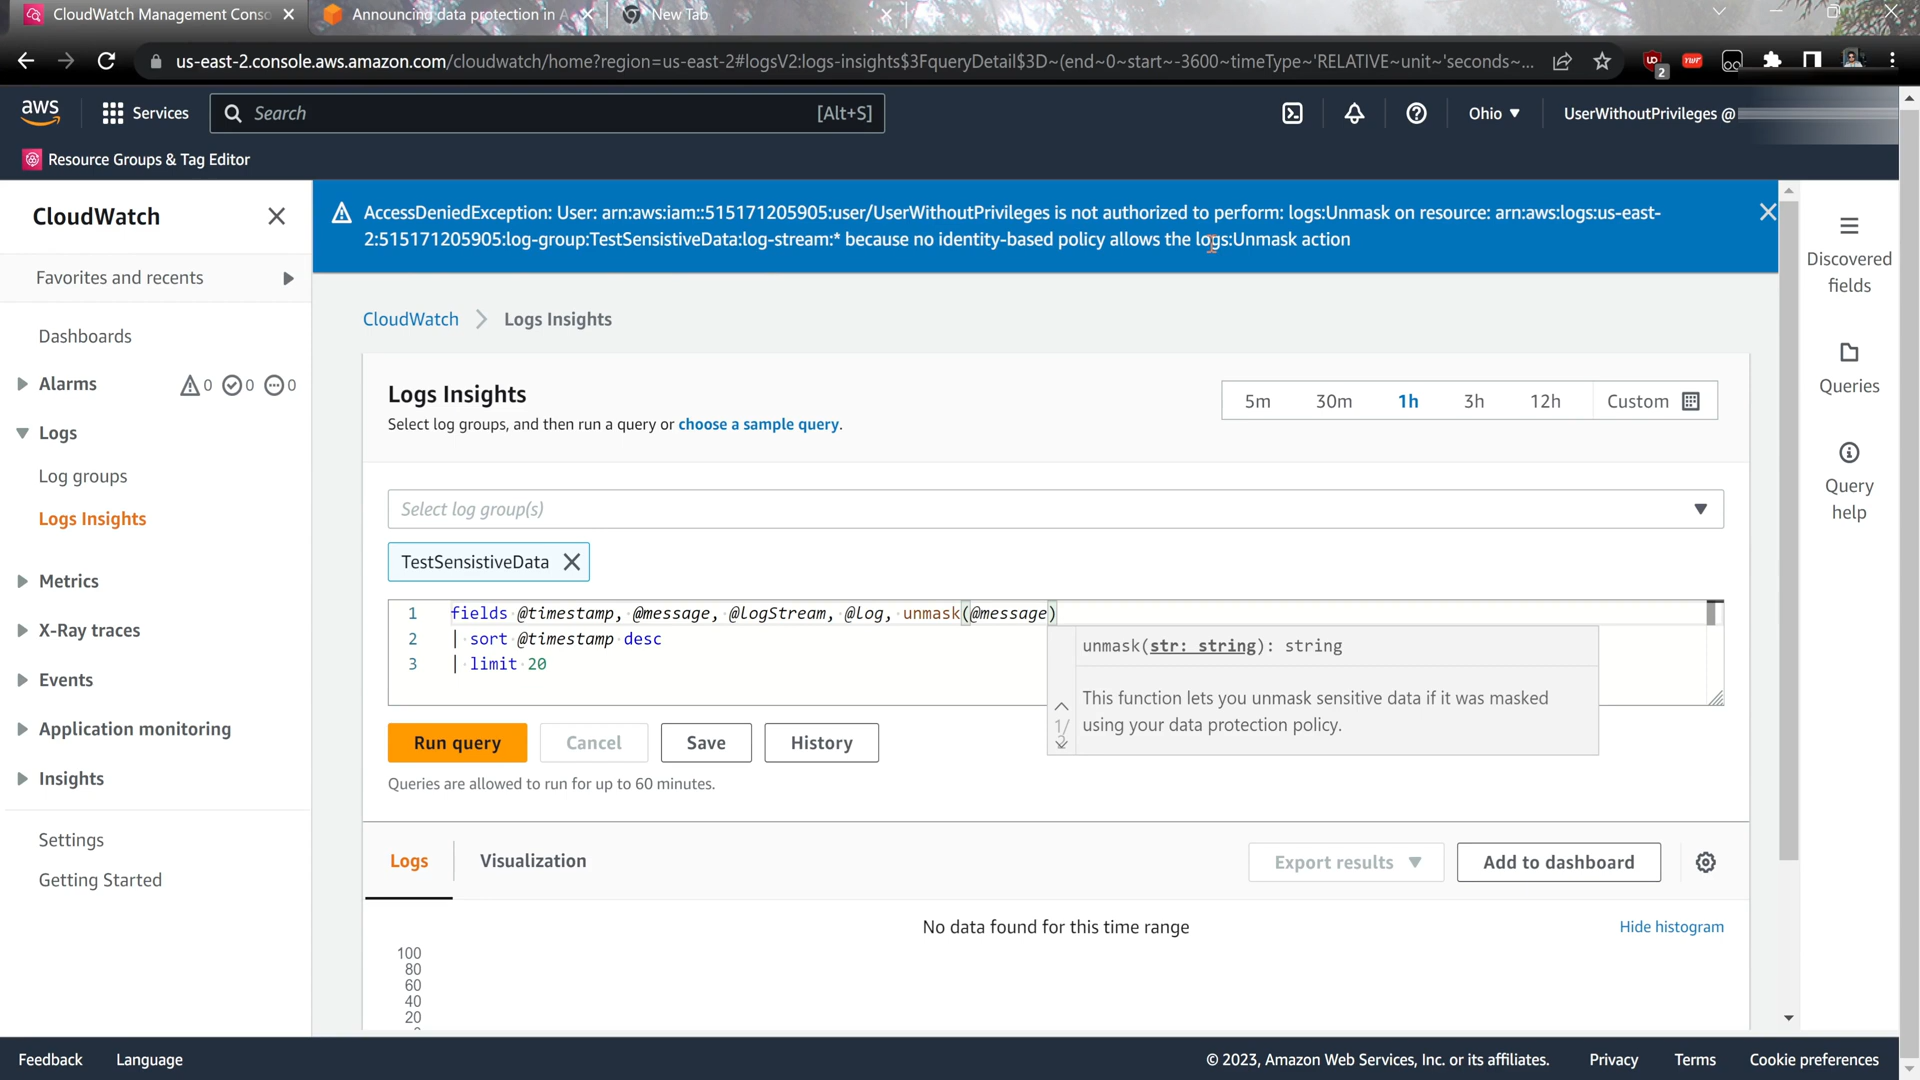 CloudWatch Management Conso
Announcing data protection in A
New Tab
us-east-2.console.aws.amazon.com/cloudwatch/home?region=us-east-2#logsV2:logs-insights$3FqueryDetail$3D~(end~0~start~-3600~timeType~'RELATIVE~unit~'seconds~...
2
aws
Services
Search
[Alt+S]
Ohio
UserWithoutPrivileges @
Resource Groups & Tag Editor
CloudWatch
Favorites and recents
Dashboards
Alarms
0
0
0
Logs
Log groups
Logs Insights
Metrics
X-Ray traces
Events
Application monitoring
Insights
Settings
Getting Started
AccessDeniedException: User: arn:aws:iam::515171205905:user/UserWithoutPrivileges is not authorized to perform: logs:Unmask on resource: arn:aws:logs:us-east-
2:515171205905:log-group:TestSensistiveData:log-stream:* because no identity-based policy allows the logs:Unmask action
CloudWatch
Logs Insights
Logs Insights
Select log groups, and then run a query or choose a sample query.
5m
30m
1h
3h
12h
Custom
Select log group(s)
TestSensistiveData
1 fields @timestamp, @message, @logStream, @log, unmask(@message)
2 | sort @timestamp desc
3 | limit 20
unmask(str: string): string
This function lets you unmask sensitive data if it was masked
using your data protection policy.
1/
2
Run query
Cancel
Save
History
Queries are allowed to run for up to 60 minutes.
Logs
Visualization
Export results
Add to dashboard
No data found for this time range
Hide histogram
100
80
60
40
20
Discovered
fields
Queries
Query
help
Feedback
Language
© 2023, Amazon Web Services, Inc. or its affiliates.
Privacy
Terms
Cookie preferences